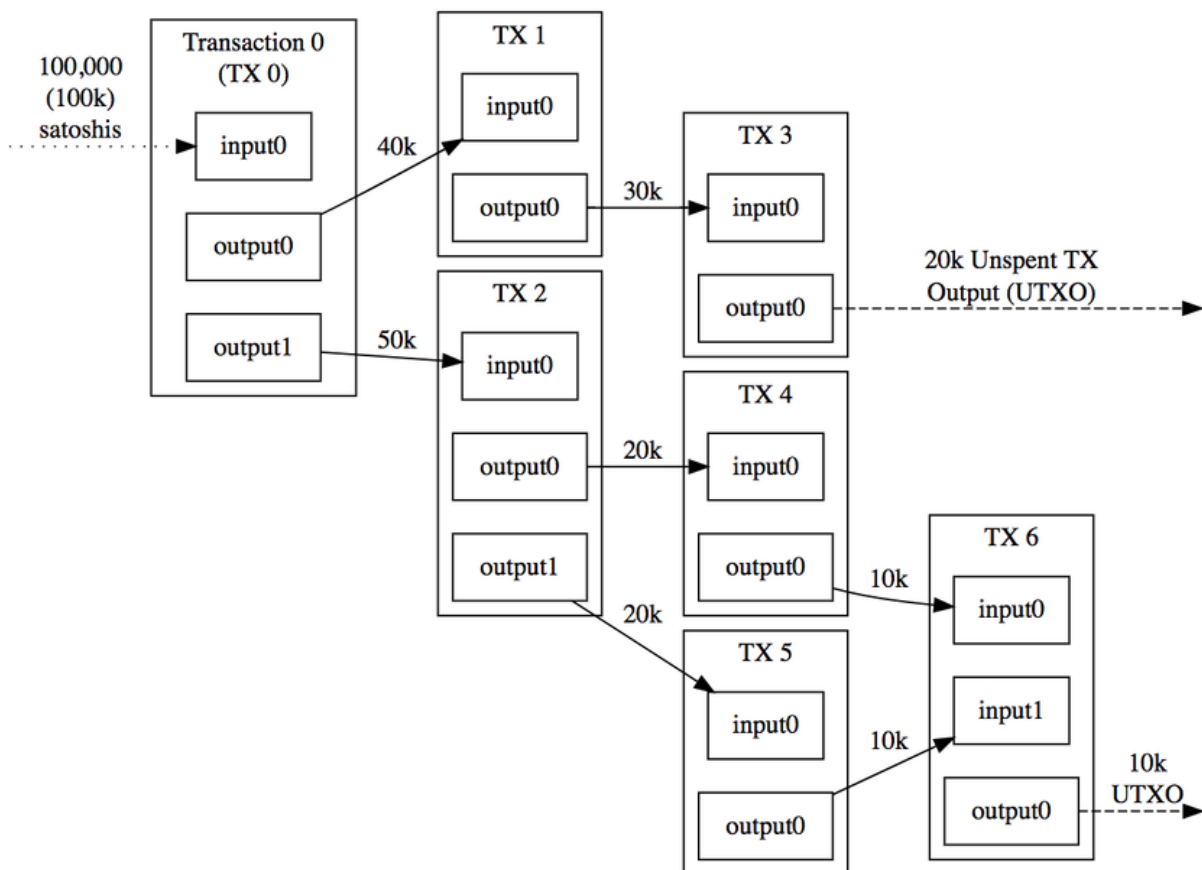 100,000
(100k)
satoshis
Transaction 0
(TX 0)
input0
output0
output1
40k
50k
TX 1
input0
output0
30k
TX 2
input0
output0
output1
20k
20k
TX 3
input0
output0
20k Unspent TX
Output (UTXO)
TX 4
input0
output0
10k
TX 5
input0
output0
10k
TX 6
input0
input1
output0
10k
UTXO